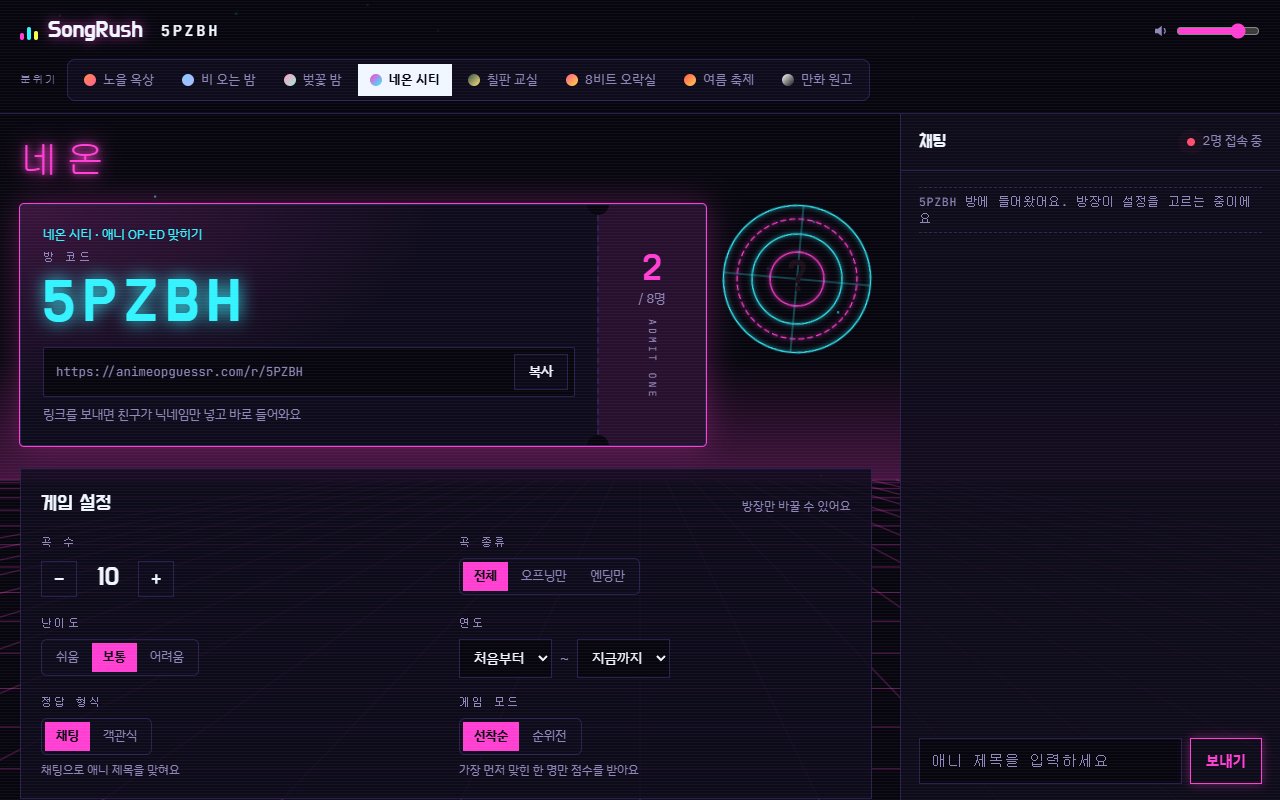 SongRush 5PZBH
분위기 노을 옥상 비 오는 밤 벚꽃 밤 네온 시티 칠판 교실 8비트 오락실 여름 축제 만화 원고
네온
네온 시티 · 애니 OP·ED 맞히기
방 코드
5PZBH
https://animeopguessr.com/r/5PZBH 복사
링크를 보내면 친구가 닉네임만 넣고 바로 들어와요
2
/ 8명
ADMIT ONE
?
게임 설정
방장만 바꿀 수 있어요
곡 수
− 10 +
곡 종류
전체 오프닝만 엔딩만
난이도
쉬움 보통 어려움
연도
처음부터 ~ 지금까지
정답 형식
채팅 객관식
채팅으로 애니 제목을 맞혀요
게임 모드
선착순 순위전
가장 먼저 맞힌 한 명만 점수를 받아요
채팅
2명 접속 중
5PZBH 방에 들어왔어요. 방장이 설정을 고르는 중이에
요
애니 제목을 입력하세요 보내기